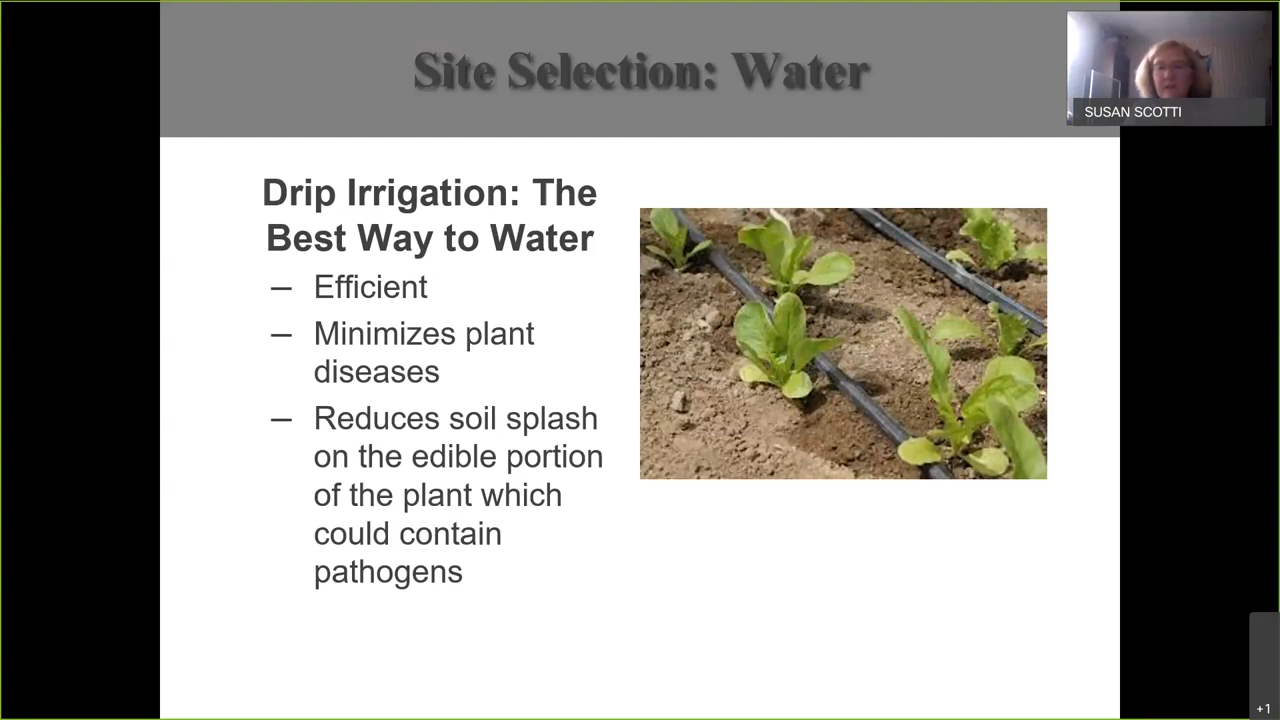 Site Selection: Water
SUSAN SCOTTI
Drip Irrigation: The
Best Way to Water
– Efficient
– Minimizes plant
diseases
– Reduces soil splash
on the edible portion
of the plant which
could contain
pathogens
+1